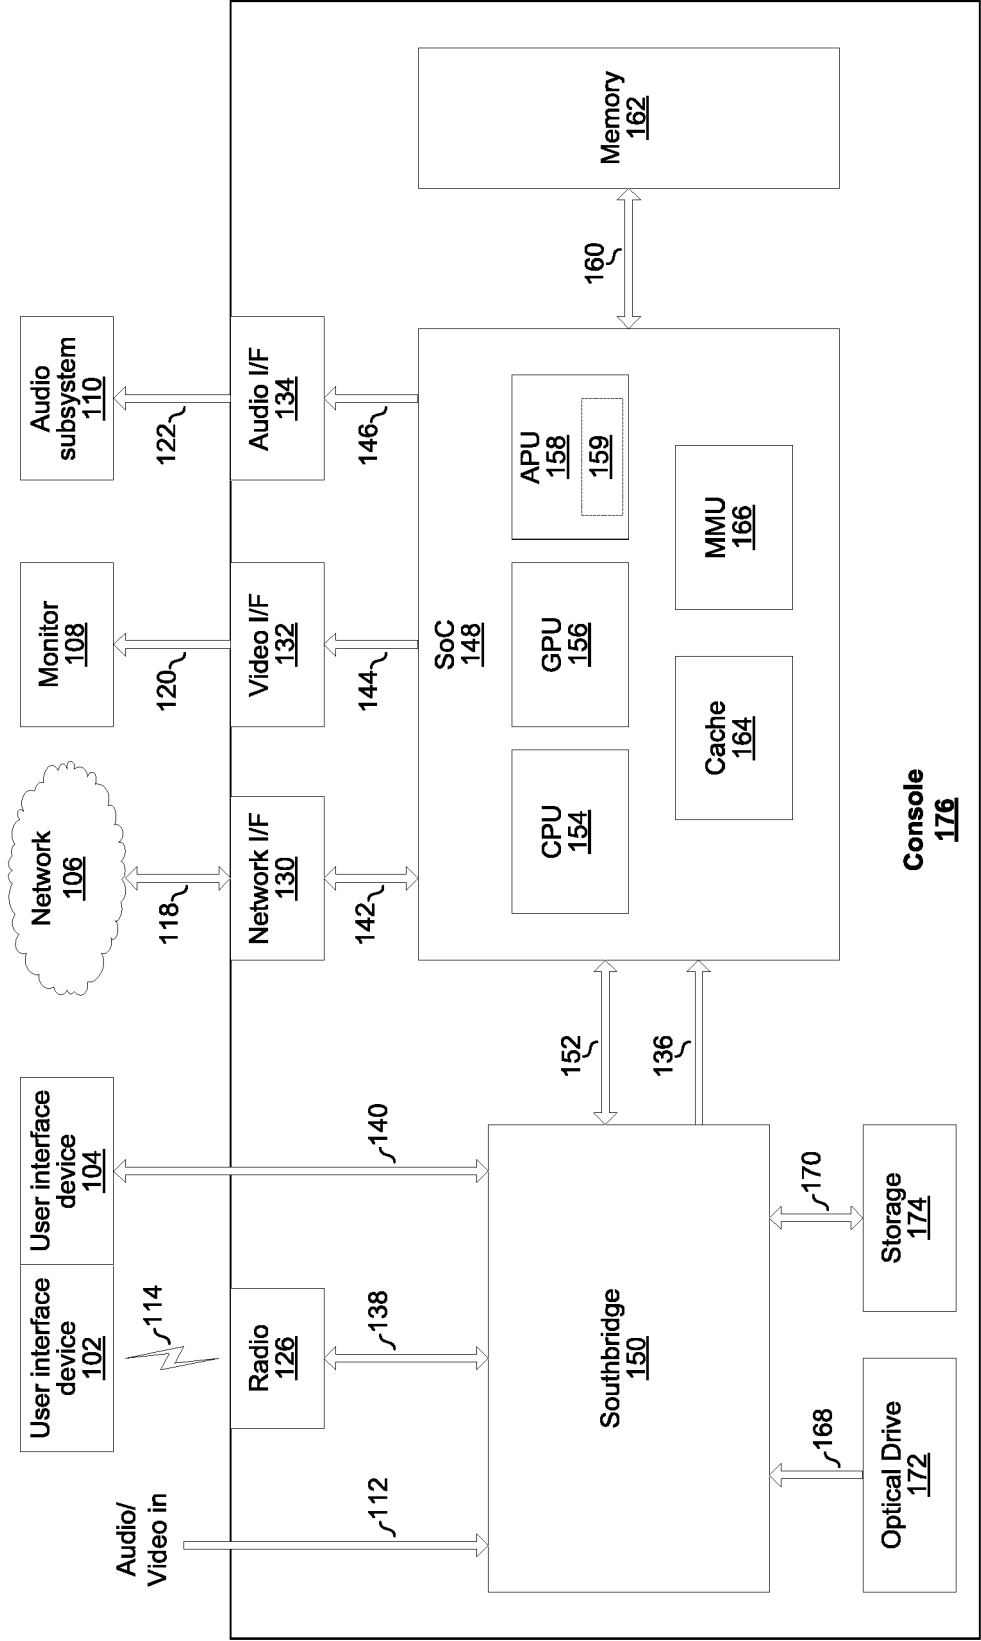 Audio/
Video in
User interface
device
102
User interface
device
104
Network
106
Monitor
108
Audio
subsystem
110
114
118
120
122
Radio
126
Network I/F
130
Video I/F
132
Audio I/F
134
112
138
140
142
144
146
Southbridge
150
152
136
SoC
148
CPU
154
GPU
156
APU
158
159
Cache
164
MMU
166
160
Memory
162
168
170
Optical Drive
172
Storage
174
Console
176